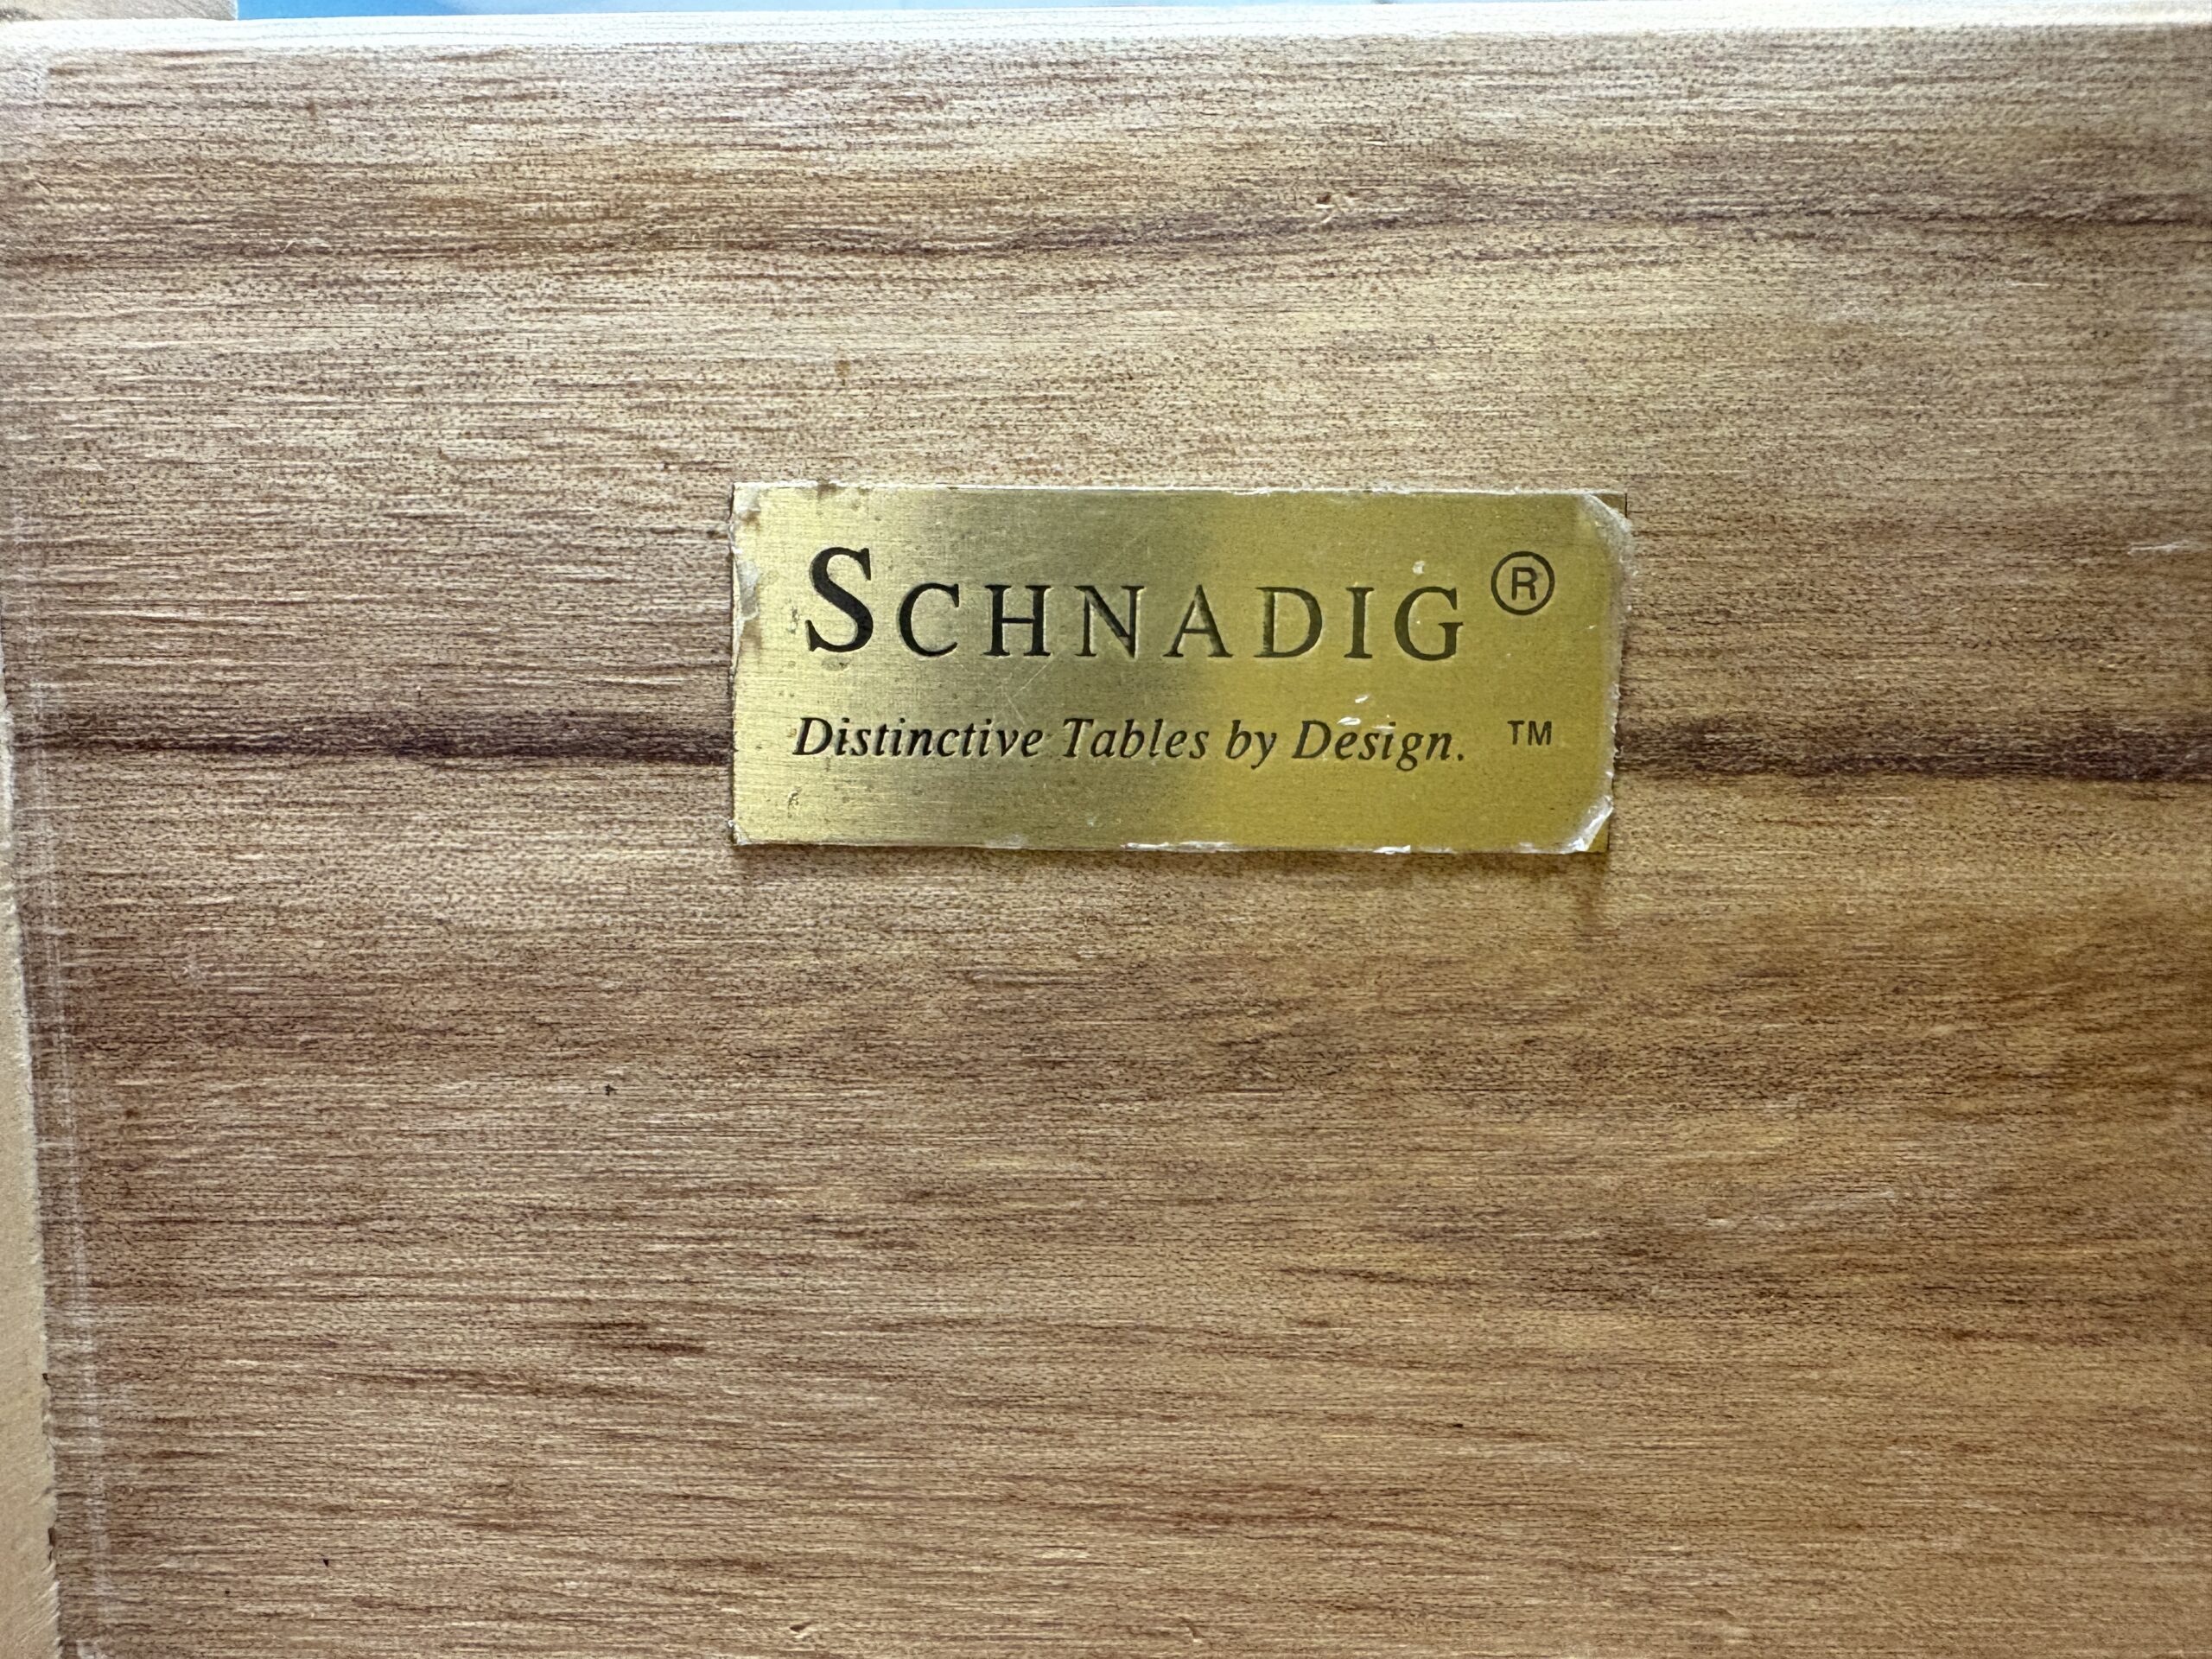 SCHNADIG®
Distinctive Tables by Design. ™